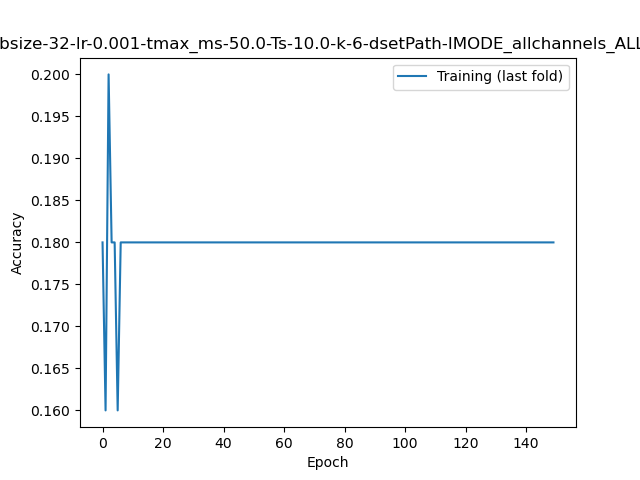 bsize-32-lr-0.001-tmax_ms-50.0-Ts-10.0-k-6-dsetPath-IMODE_allchannels_ALL
Training (last fold)
0.200
0.195
0.190
0.185
0.180
0.175
0.170
0.165
0.160
Accuracy
0 20 40 60 80 100 120 140
Epoch